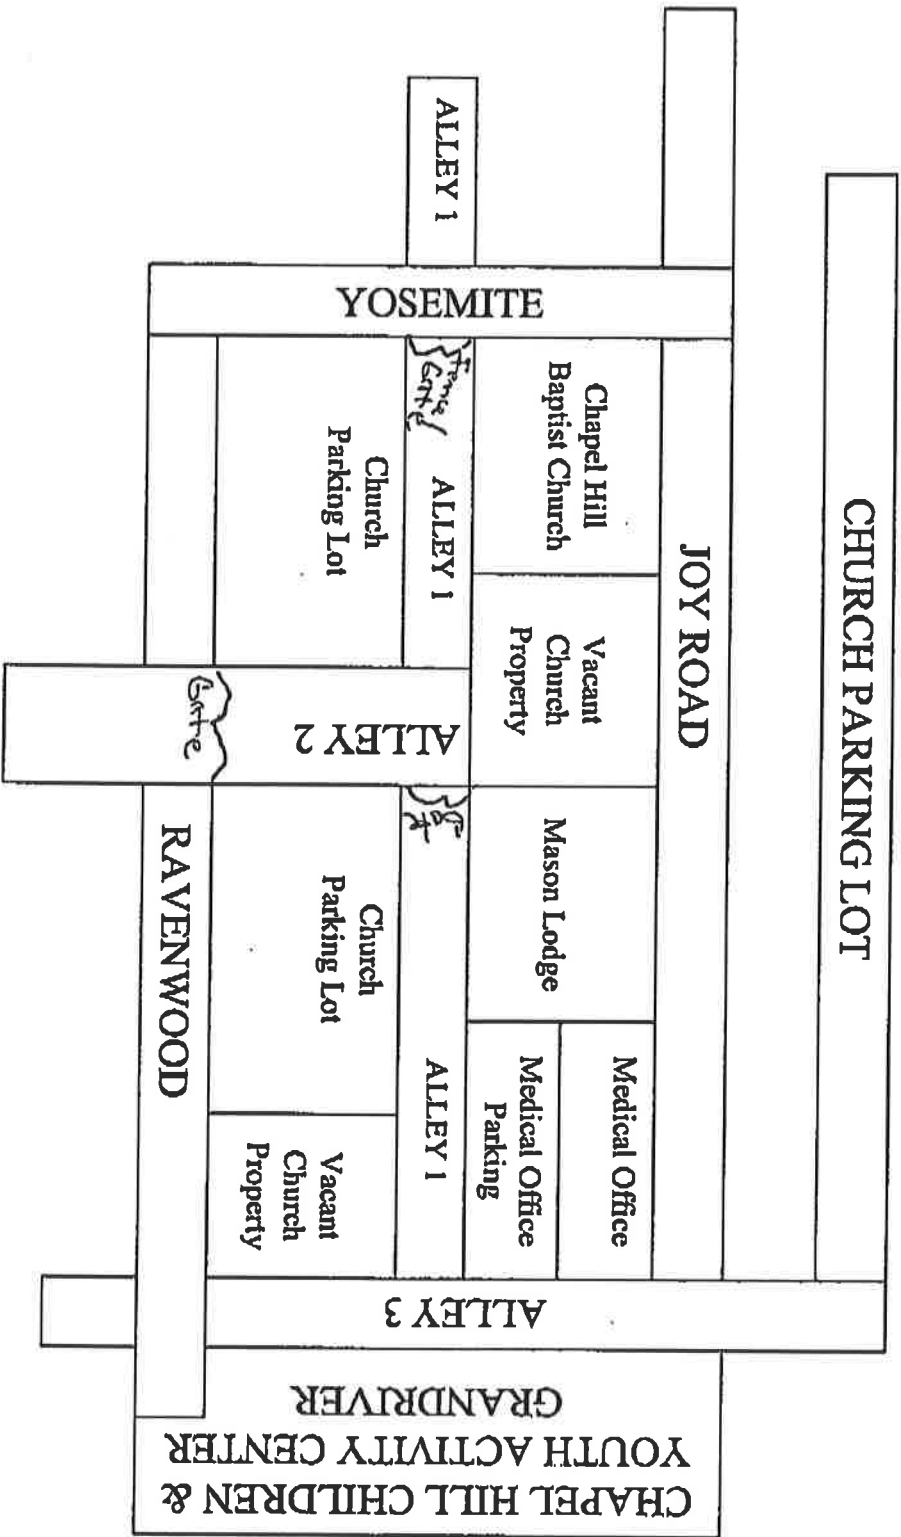 CHURCH PARKING LOT
JOY ROAD
ALLEY 1
YOSEMITE
Chapel Hill
Baptist Church
Vacant
Church
Property
Mason Lodge
Medical Office
Medical Office
Parking
Fence/
Gate
ALLEY 1
ALLEY 1
Church
Parking Lot
ALLEY 2
Gate
Church
Parking Lot
Vacant
Church
Property
RAVENWOOD
ALLEY 3
CHAPEL HILL CHILDREN &
YOUTH ACTIVITY CENTER
GRANDRIVER